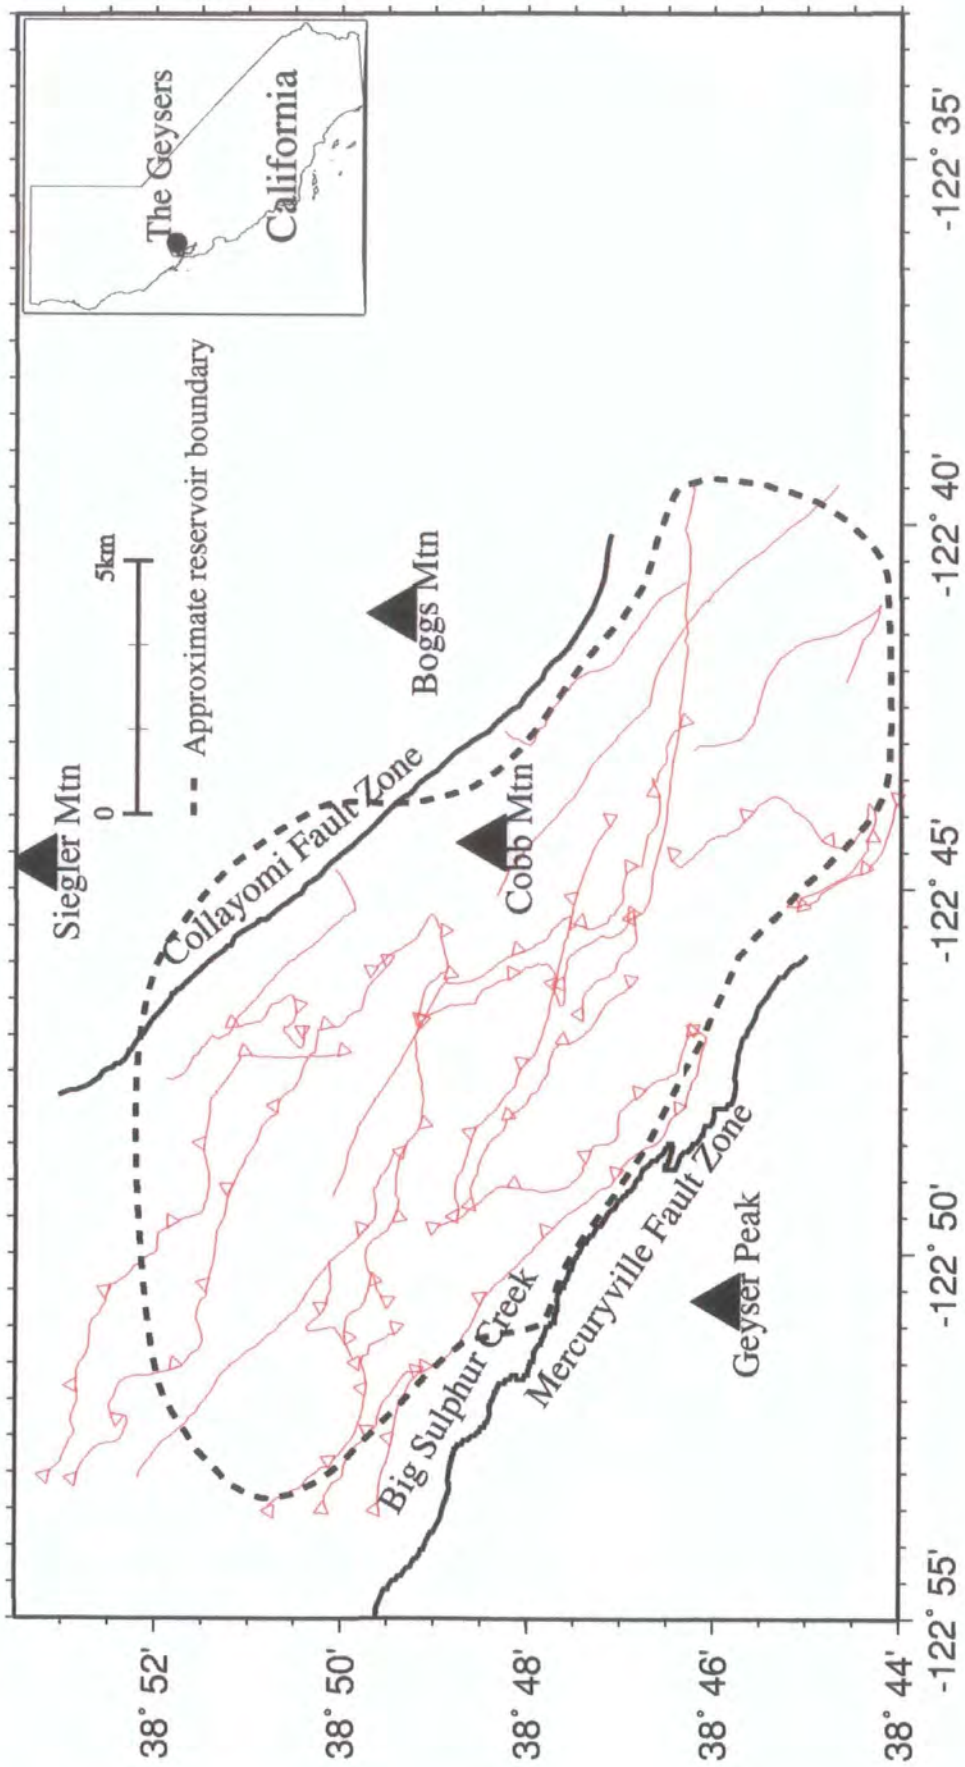 Siegler Mtn
0
5km
Approximate reservoir boundary
The Geysers
California
Collayomi Fault Zone
Boggs Mtn
Cobb Mtn
Big Sulphur Creek
Mercuryville Fault Zone
Geyser Peak
38° 52'
38° 50'
38° 48'
38° 46'
38° 44'
-122° 55'
-122° 50'
-122° 45'
-122° 40'
-122° 35'